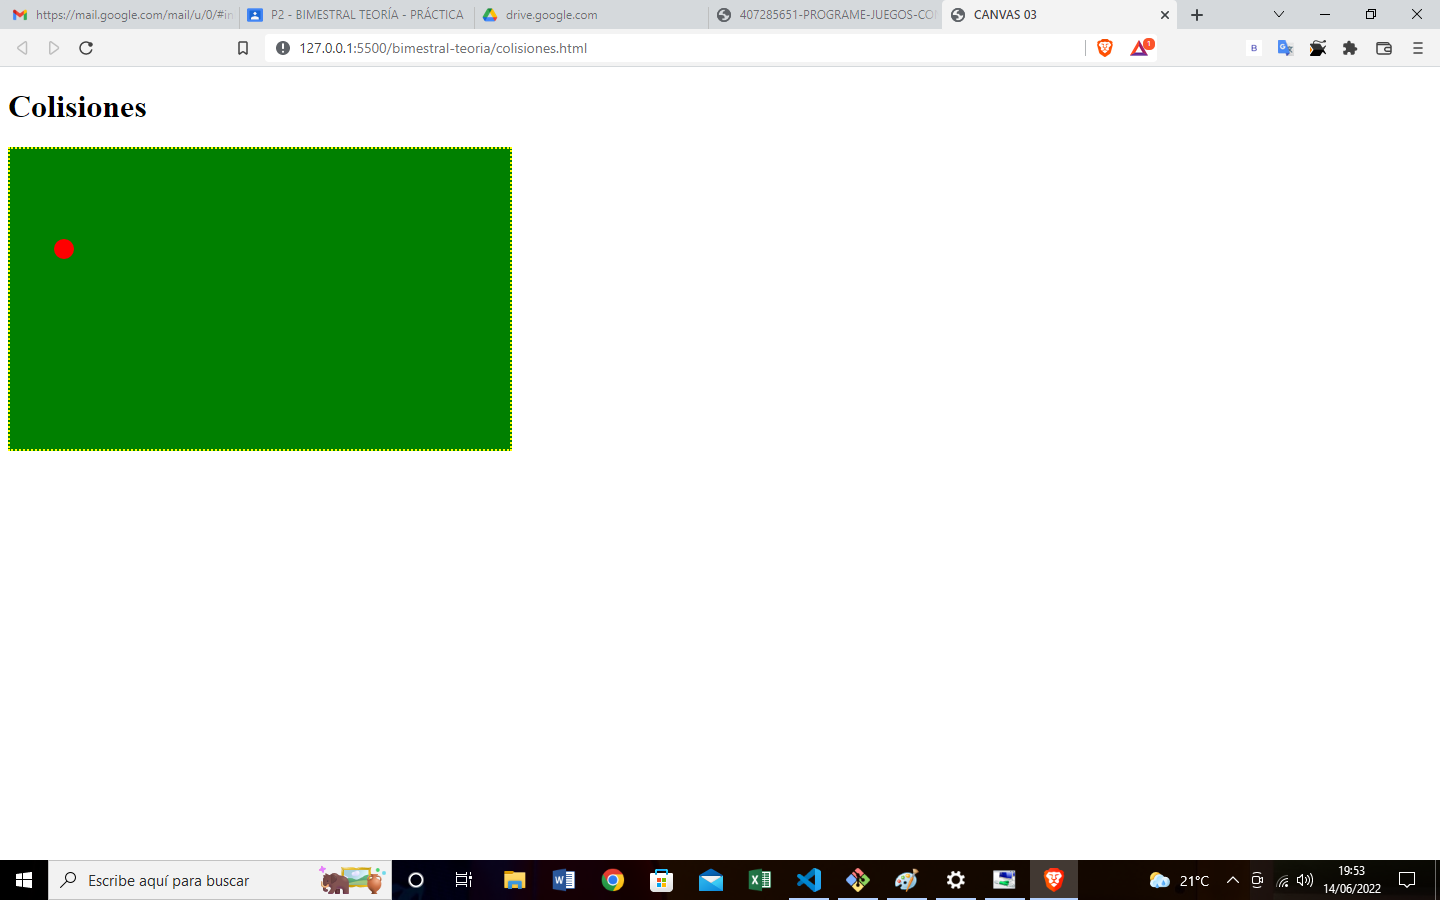 https://mail.google.com/mail/u/0/#in
P2 - BIMESTRAL TEORÍA - PRÁCTICA
drive.google.com
407285651-PROGRAME-JUEGOS-CON
CANVAS 03
127.0.0.1:5500/bimestral-teoria/colisiones.html
1
B
Colisiones
Escribe aquí para buscar
21°C
19:53
14/06/2022